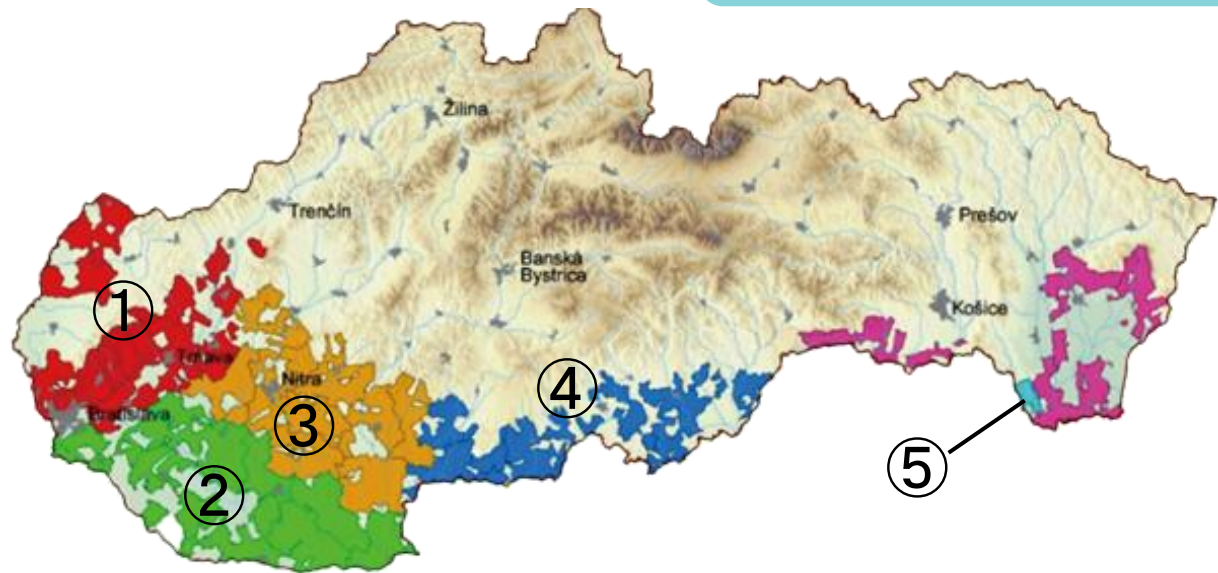 Žilina
Trenčín
Prešov
Banská
Bystrica
Košice
①
Trnava
④
Nitra
Bratislava
③
⑤
②